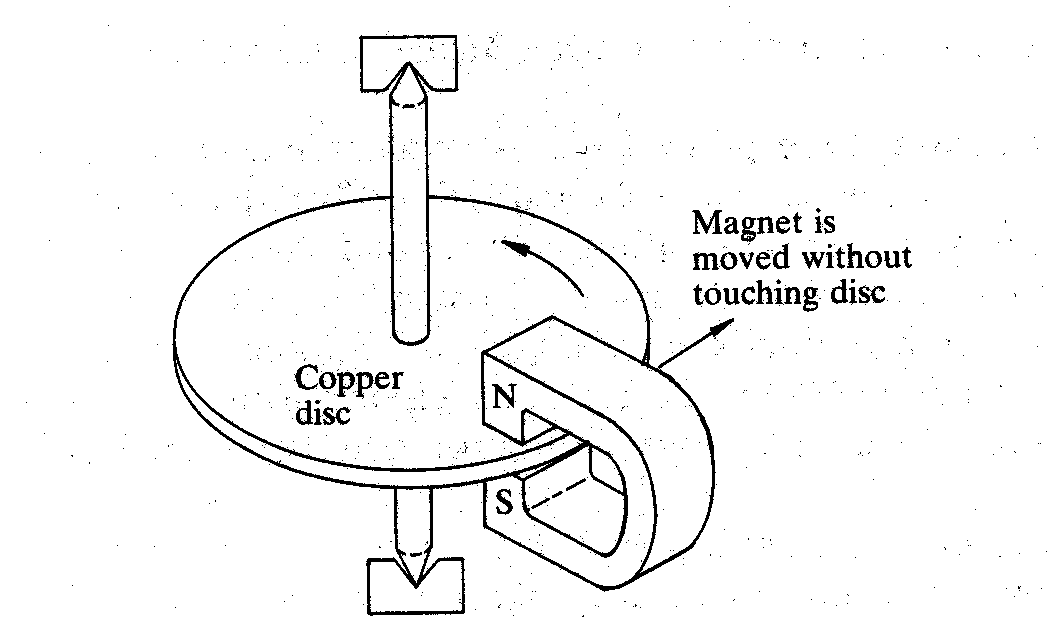 Magnet is
moved without
touching disc
Copper
disc
N
S